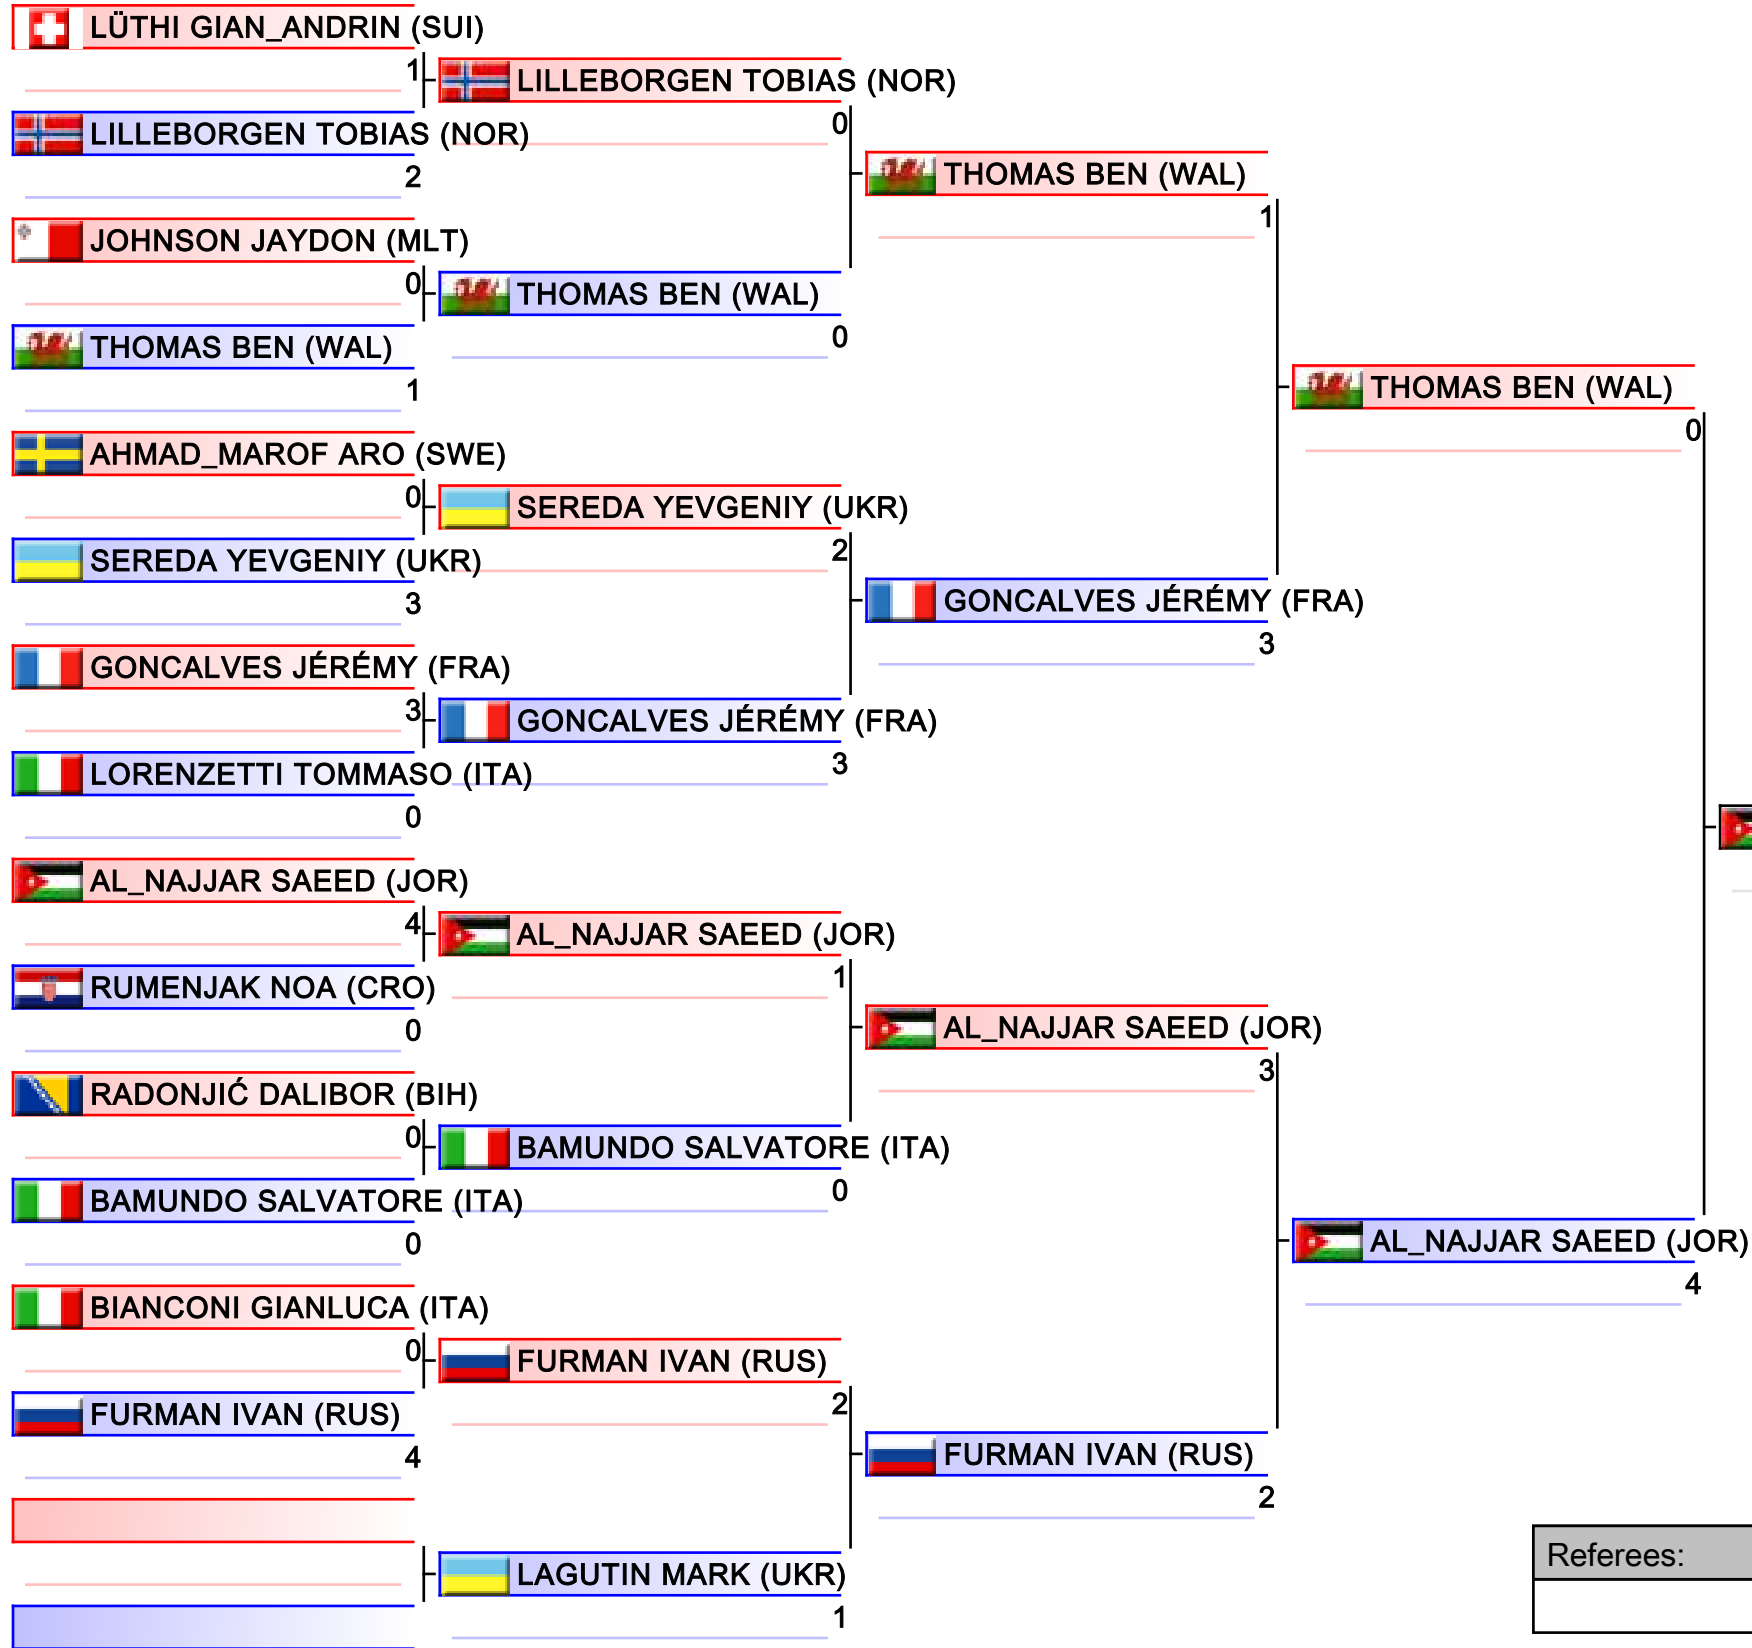 LÜTHI GIAN_ANDRIN (SUI)
1
LILLEBORGEN TOBIAS (NOR)
2
JOHNSON JAYDON (MLT)
0
THOMAS BEN (WAL)
1
AHMAD_MAROF ARO (SWE)
0
SEREDA YEVGENIY (UKR)
3
GONCALVES JÉRÉMY (FRA)
3
LORENZETTI TOMMASO (ITA)
0
AL_NAJJAR SAEED (JOR)
4
RUMENJAK NOA (CRO)
0
RADONJIĆ DALIBOR (BIH)
0
BAMUNDO SALVATORE (ITA)
0
BIANCONI GIANLUCA (ITA)
0
FURMAN IVAN (RUS)
4
LILLEBORGEN TOBIAS (NOR)
0
THOMAS BEN (WAL)
0
SEREDA YEVGENIY (UKR)
2
GONCALVES JÉRÉMY (FRA)
3
AL_NAJJAR SAEED (JOR)
1
BAMUNDO SALVATORE (ITA)
0
FURMAN IVAN (RUS)
2
LAGUTIN MARK (UKR)
1
THOMAS BEN (WAL)
1
GONCALVES JÉRÉMY (FRA)
3
AL_NAJJAR SAEED (JOR)
3
FURMAN IVAN (RUS)
2
THOMAS BEN (WAL)
0
AL_NAJJAR SAEED (JOR)
4
Referees: